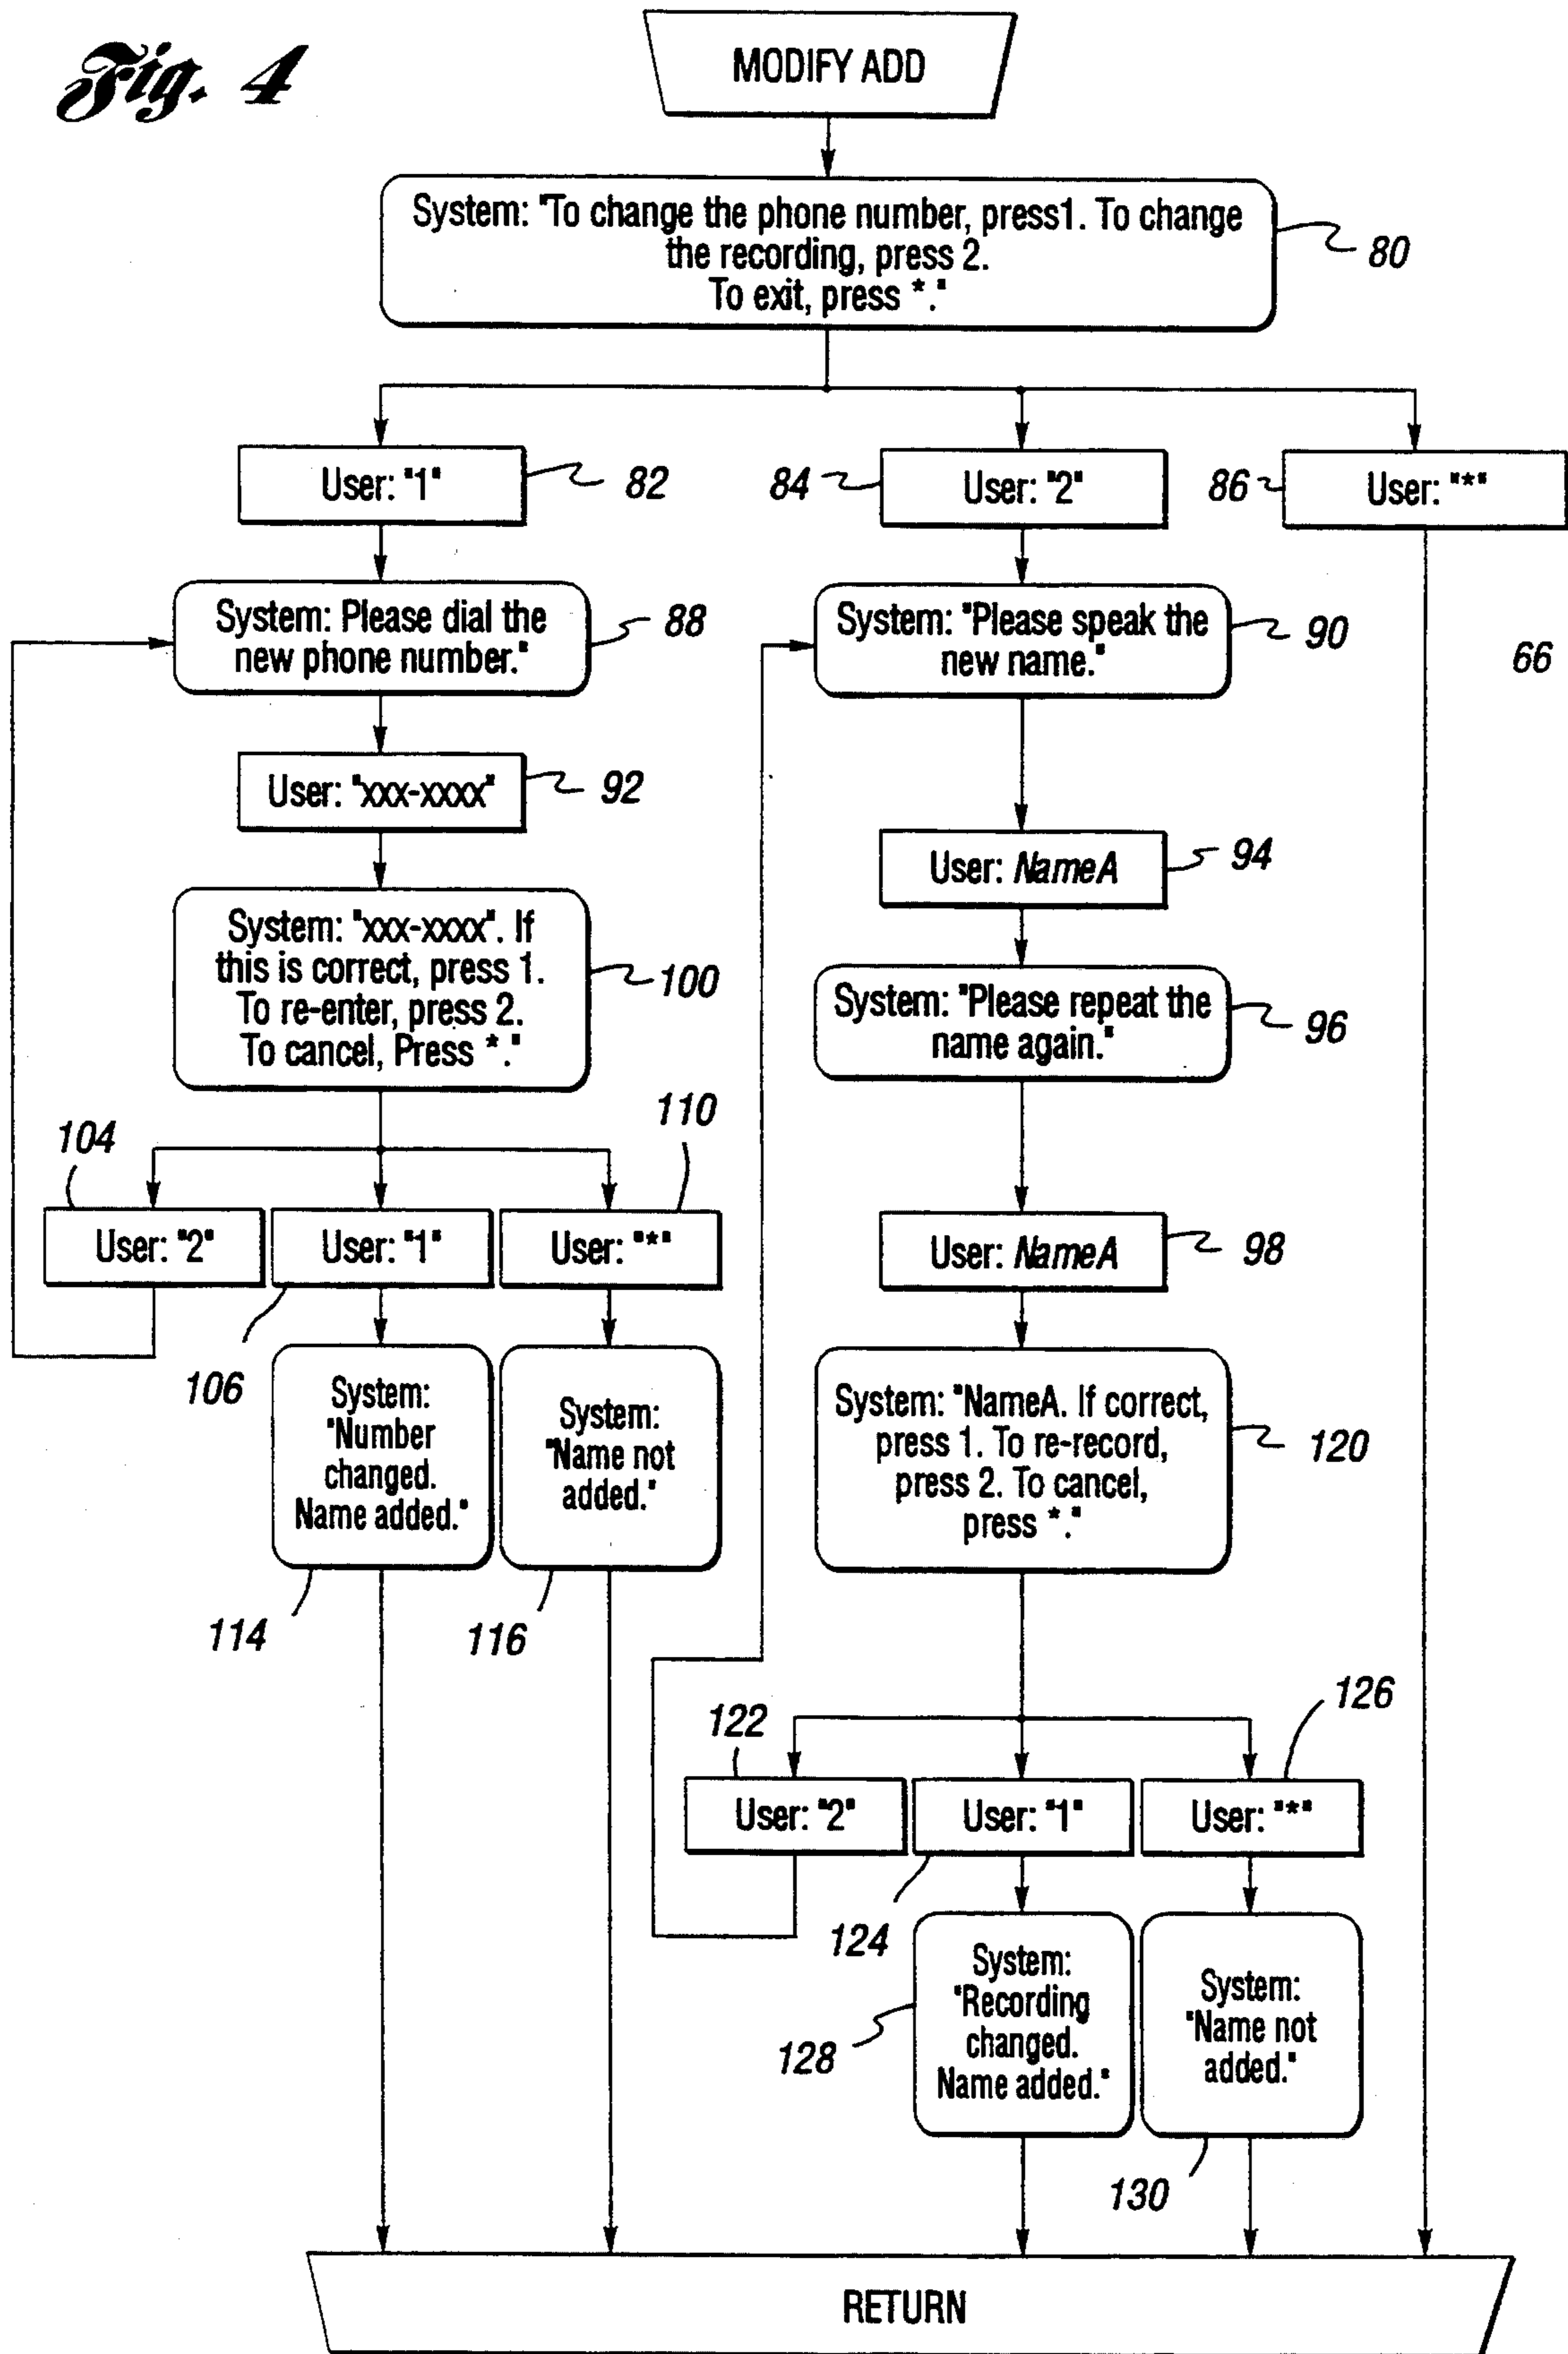 Fig. 4
MODIFY ADD
System: "To change the phone number, press1. To change
the recording, press 2.
To exit, press *."
80
User: "1"
82
84
User: "2"
86
User: "*"
System: Please dial the
new phone number."
88
System: "Please speak the
new name."
90
66
User: "xxx-xxxx"
92
User: NameA
94
System: "xxx-xxxx". If
this is correct, press 1.
To re-enter, press 2.
To cancel, Press *."
100
System: "Please repeat the
name again."
96
104
110
User: "2"
User: "1"
User: "*"
User: NameA
98
106
System:
"Number
changed.
Name added."
System:
"Name not
added."
System: "NameA. If correct,
press 1. To re-record,
press 2. To cancel,
press *."
120
114
116
122
126
User: "2"
User: "1"
User: "*"
124
System:
"Recording
changed.
Name added."
System:
"Name not
added."
128
130
RETURN